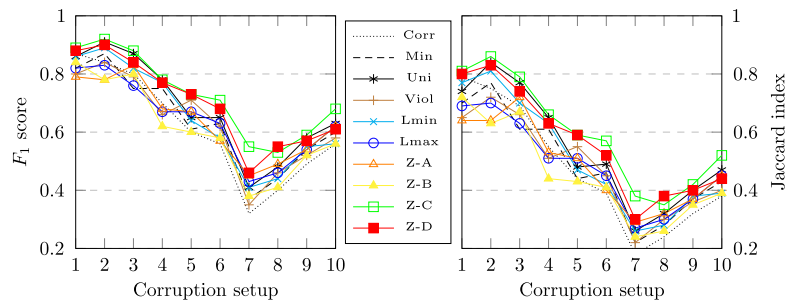 1
0.8
0.6
0.4
0.2
F1 score
1 2 3 4 5 6 7 8 9 10
Corruption setup
Corr
Min
Uni
Viol
Lmin
Lmax
Z-A
Z-B
Z-C
Z-D
1 2 3 4 5 6 7 8 9 10
Corruption setup
1
0.8
0.6
0.4
0.2
Jaccard index